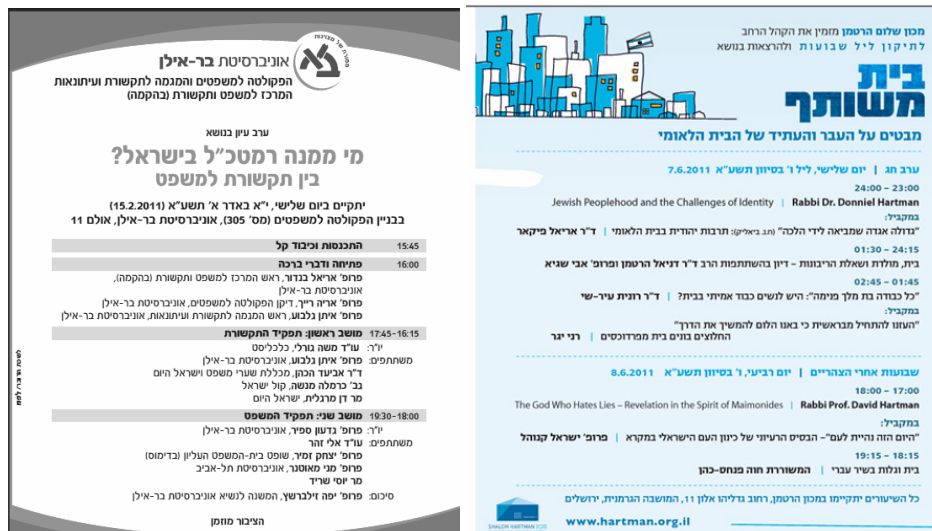 מסורת של מצוינות
אוניברסיטת בר-אילן
הפקולטה למשפטים והמגמה לתקשורת ועיתונאות
המרכז למשפט ותקשורת (בהקמה)
ערב עיון בנושא
מי ממנה רמטכ"ל בישראל?
בין תקשורת למשפט
יתקיים ביום שלישי, י"א באדר א' תשע"א (15.2.2011)
בבניין הפקולטה למשפטים (מס' 305), אוניברסיטת בר-אילן, אולם 11
15:45 התכנסות וכיבוד קל
16:00 פתיחה ודברי ברכה
פרופ' אריאל בנדור, ראש המרכז למשפט ותקשורת (בהקמה),
אוניברסיטת בר-אילן
פרופ' אריה רייך, דיקן הפקולטה למשפטים, אוניברסיטת בר-אילן
פרופ' איתן גלבוע, ראש המגמה לתקשורת ועיתונאות, אוניברסיטת בר-אילן
17:45-16:15 מושב ראשון: תפקיד התקשורת
יו"ר: עו"ד משה גורלי, כלכליסט
משתתפים: פרופ' איתן גלבוע, אוניברסיטת בר-אילן
ד"ר אביעד הכהן, מכללת שערי משפט וישראל היום
גב' כרמלה מנשה, קול ישראל
מר דן מרגלית, ישראל היום
19:30-18:00 מושב שני: תפקיד המשפט
יו"ר: פרופ' גדעון ספיר, אוניברסיטת בר-אילן
משתתפים: עו"ד אלי זהר
פרופ' יצחק זמיר, שופט בית-המשפט העליון (בדימוס)
פרופ' מני מאוטנר, אוניברסיטת תל-אביב
מר יוסי שריד
סיכום: פרופ' יפה זילברשץ, המשנה לנשיא אוניברסיטת בר-אילן
הציבור מוזמן
מכון שלום הרטמן מזמין את הקהל הרחב
לתיקון ליל שבועות ולהרצאות בנושא
בית
משותף
מבטים על העבר והעתיד של הבית הלאומי
ערב חג | יום שלישי, ליל ו' בסיוון תשע"א 7.6.2011
24:00 – 23:00
Jewish Peoplehood and the Challenges of Identity | Rabbi Dr. Donniel Hartman
במקביל:
"גדולה אגדה שמביאה לידי הלכה" (ח.נ. ביאליק): תרבות יהודית בבית הלאומי | ד"ר אריאל פיקאר
01:30 – 24:15
בית, מולדת ושאלת הריבונות – דיון בהשתתפות הרב ד"ר דניאל הרטמן ופרופ' אבי שגיא
02:45 – 01:45
"כל כבודה בת מלך פנימה": היש לנשים כבוד אמיתי בבית? | ד"ר רונית עיר-שי
במקביל:
"העזנו להתחיל מבראשית כי באנו הלום להמשיך את הדרך"
החלוצים בונים בית מפרדוכסים | רני יגר
שבועות אחרי הצהריים | יום רביעי, ו' בסיוון תשע"א 8.6.2011
18:00 – 17:00
The God Who Hates Lies – Revelation in the Spirit of Maimonides | Rabbi Prof. David Hartman
במקביל:
"היום הזה נהיית לעם"– הבסיס הרעיוני של כינון העם הישראלי במקרא | פרופ' ישראל קנוהל
19:15 – 18:15
בית וגלות בשיר עברי | המשוררת חוה פנחס-כהן
כל השיעורים יתקיימו במכון הרטמן, רחוב גדליהו אלון 11, המושבה הגרמנית, ירושלים
SHALOM HARTMAN מכון
www.hartman.org.il